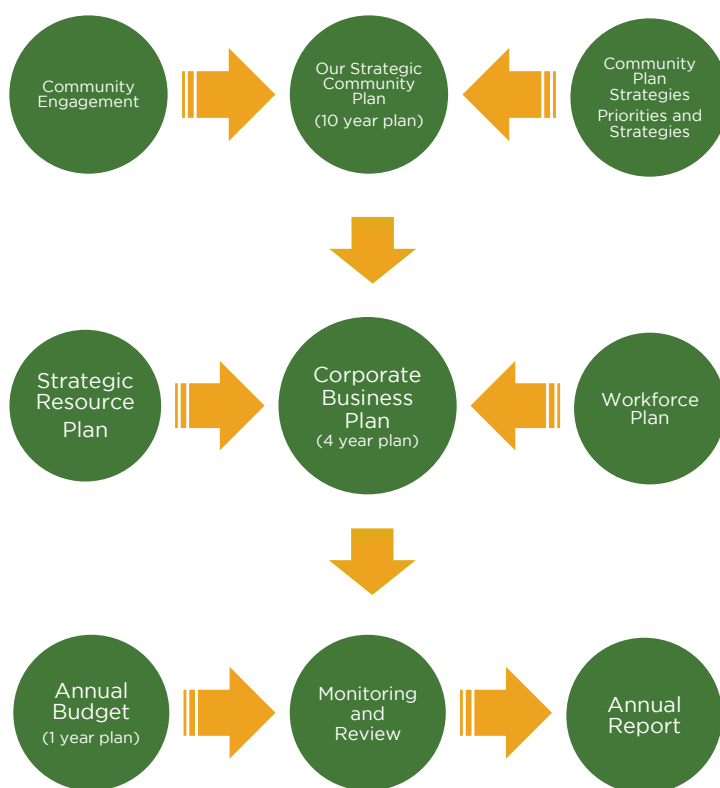 Community
Engagement
Our Strategic
Community
Plan
(10 year plan)
Community
Plan
Strategies
Priorities and
Strategies
Strategic
Resource
Plan
Corporate
Business
Plan
(4 year plan)
Workforce
Plan
Annual
Budget
(1 year plan)
Monitoring
and
Review
Annual
Report